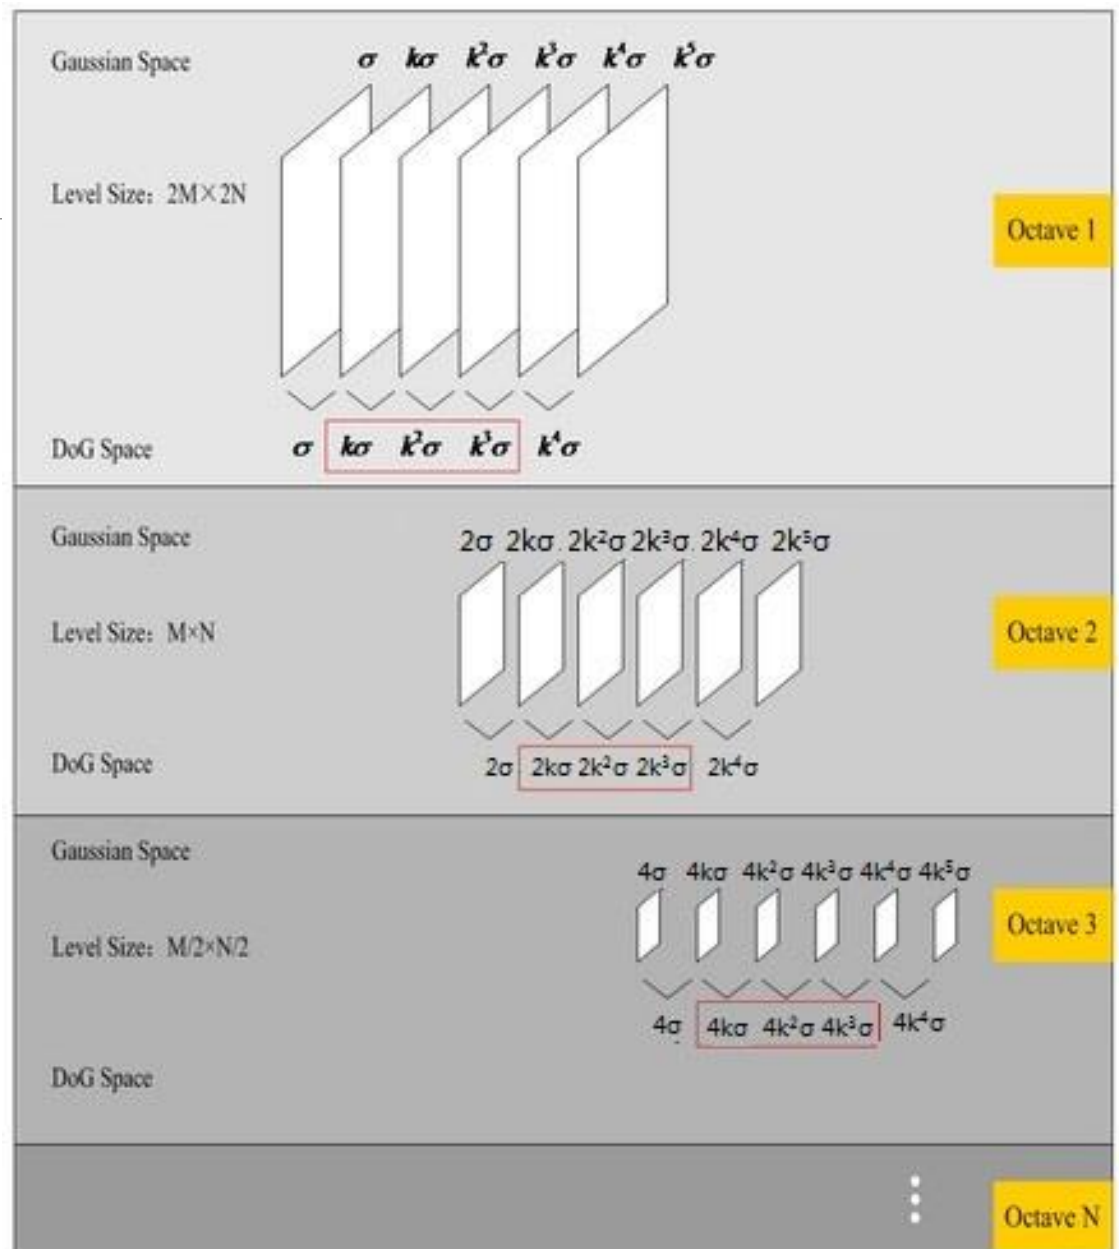 Gaussian Space
σ kσ k²σ k³σ k⁴σ k⁵σ
Level Size: 2M×2N
Octave 1
DoG Space
σ kσ k²σ k³σ k⁴σ
Gaussian Space
2σ 2kσ 2k²σ 2k³σ 2k⁴σ 2k⁵σ
Level Size: M×N
Octave 2
DoG Space
2σ 2kσ 2k²σ 2k³σ 2k⁴σ
Gaussian Space
4σ 4kσ 4k²σ 4k³σ 4k⁴σ 4k⁵σ
Level Size: M/2×N/2
Octave 3
4σ 4kσ 4k²σ 4k³σ 4k⁴σ
DoG Space
Octave N